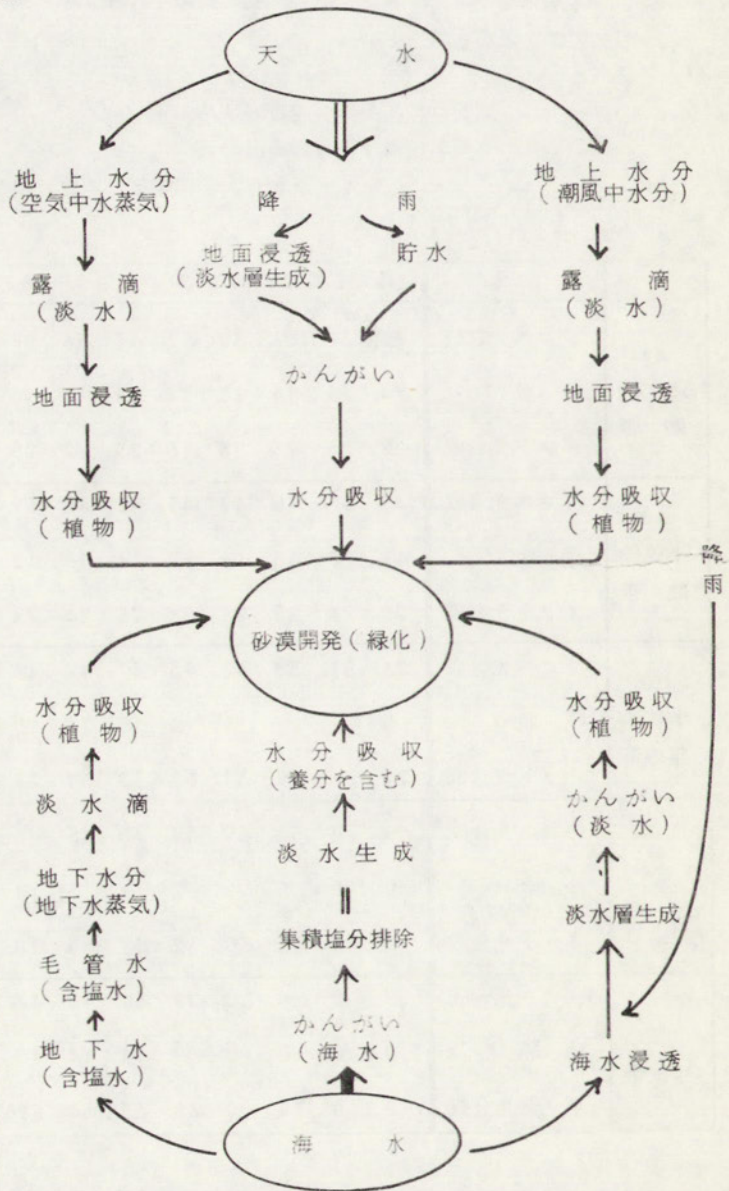 天水
地上水分
(空気中水蒸気)
露滴
(淡水)
地面浸透
水分吸収
(植物)
降雨
地面浸透
(淡水層生成)
貯水
かんがい
水分吸収
地上水分
(潮風中水分)
露滴
(淡水)
地面浸透
水分吸収
(植物)
降雨
砂漠開発(緑化)
水分吸収
(植物)
淡水滴
地下水分
(地下水蒸気)
毛管水
(含塩水)
地下水
(含塩水)
水分吸収
(養分を含む)
淡水生成
集積塩分排除
かんがい
(海水)
水分吸収
(植物)
かんがい
(淡水)
淡水層生成
海水浸透
海水